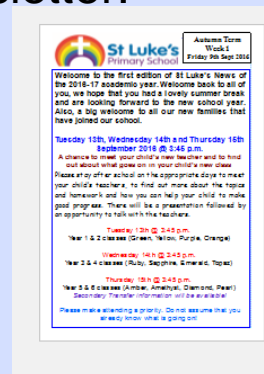 St Luke's
Primary School
Autumn Term
Week 1
Friday 9th Sept 2016
Welcome to the first edition of St Luke's News of
the 2016-17 academic year. Welcome back to all of
you, we hope that you had a lovely summer break
and are looking forward to the new school year.
Also, a big welcome to all our new families that
have joined our school.
Tuesday 13th, Wednesday 14th and Thursday 15th
September 2016 @ 3:45 p.m.
A chance to meet your child's new teacher and to find
out about what goes on in your child's new class
Please stay after school on the appropriate days to meet
your child's teachers, to find out more about the topics
and homework and how you can help your child to make
good progress. There will be a presentation followed by
an opportunity to talk with the teachers.
Tuesday 13th @ 3.45 p.m.
Year 1 & 2 classes (Green, Yellow, Purple, Orange)
Wednesday 14th @ 3.45 p.m.
Year 3 & 4 classes (Ruby, Sapphire, Emerald, Topaz)
Thursday 15th @ 3.45 p.m.
Year 5 & 6 classes (Amber, Amethyst, Diamond, Pearl)
Secondary Transfer information will be available!
Please make attending a priority. Do not assume that you
already know what is going on!